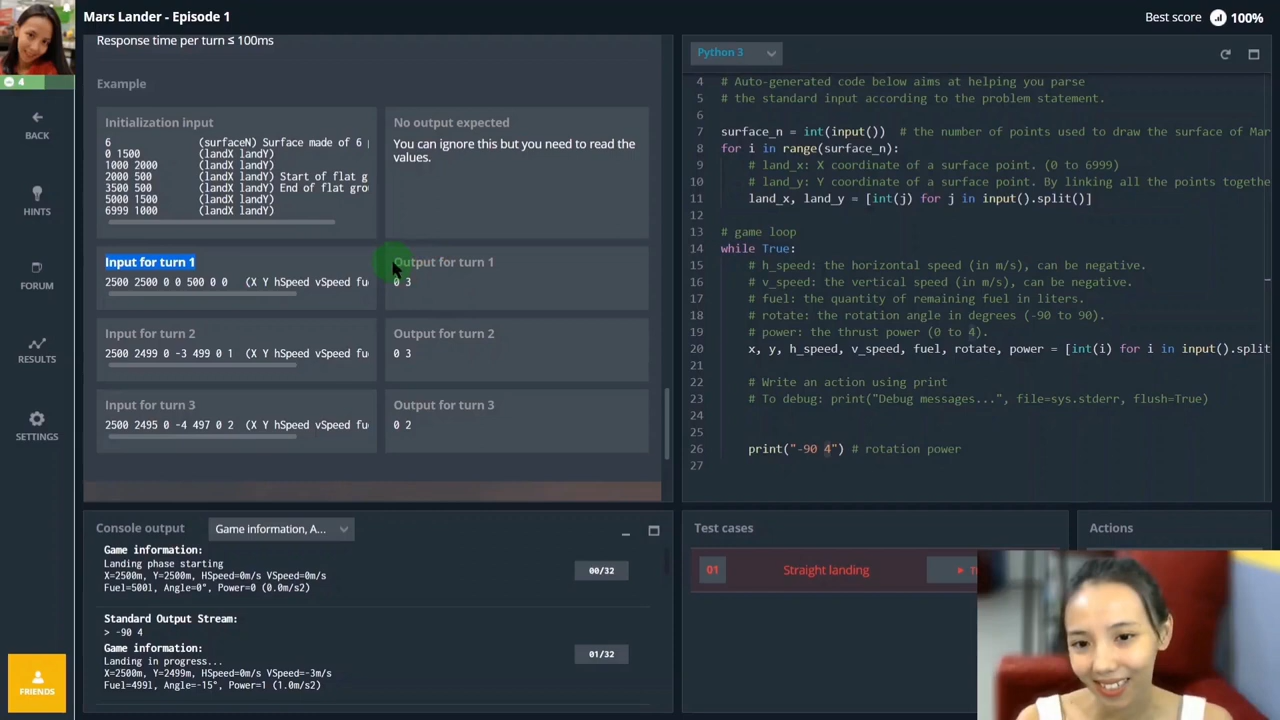 Mars Lander - Episode 1
Best score 100%
4
BACK
HINTS
FORUM
RESULTS
SETTINGS
FRIENDS
Response time per turn ≤ 100ms
Example
Initialization input
6 (surfaceN) Surface made of 6
0 1500 (landX landY)
1000 2000 (landX landY)
2000 500 (landX landY) Start of flat g
3500 500 (landX landY) End of flat gro
5000 1500 (landX landY)
6999 1000 (landX landY)
No output expected
You can ignore this but you need to read the
values.
Input for turn 1
2500 2500 0 0 500 0 0 (X Y hSpeed vSpeed fu
Output for turn 1
0 3
Input for turn 2
2500 2499 0 -3 499 0 1 (X Y hSpeed vSpeed fu
Output for turn 2
0 3
Input for turn 3
2500 2495 0 -4 497 0 2 (X Y hSpeed vSpeed fu
Output for turn 3
0 2
Python 3
4 # Auto-generated code below aims at helping you parse
5 # the standard input according to the problem statement.
6
7 surface_n = int(input()) # the number of points used to draw the surface of Mar
8 for i in range(surface_n):
9 # land_x: X coordinate of a surface point. (0 to 6999)
10 # land_y: Y coordinate of a surface point. By linking all the points togethe
11 land_x, land_y = [int(j) for j in input().split()]
12
13 # game loop
14 while True:
15 # h_speed: the horizontal speed (in m/s), can be negative.
16 # v_speed: the vertical speed (in m/s), can be negative.
17 # fuel: the quantity of remaining fuel in liters.
18 # rotate: the rotation angle in degrees (-90 to 90).
19 # power: the thrust power (0 to 4).
20 x, y, h_speed, v_speed, fuel, rotate, power = [int(i) for i in input().split
21
22 # Write an action using print
23 # To debug: print("Debug messages...", file=sys.stderr, flush=True)
24
25
26 print("-90 4") # rotation power
27
Console output
Game information, A...
Game information:
Landing phase starting
X=2500m, Y=2500m, HSpeed=0m/s VSpeed=0m/s
Fuel=500l, Angle=0°, Power=0 (0.0m/s2)
00/32
Standard Output Stream:
> -90 4
Game information:
Landing in progress...
X=2500m, Y=2499m, HSpeed=0m/s VSpeed=-3m/s
Fuel=499l, Angle=-15°, Power=1 (1.0m/s2)
01/32
Test cases
01 Straight landing
Actions